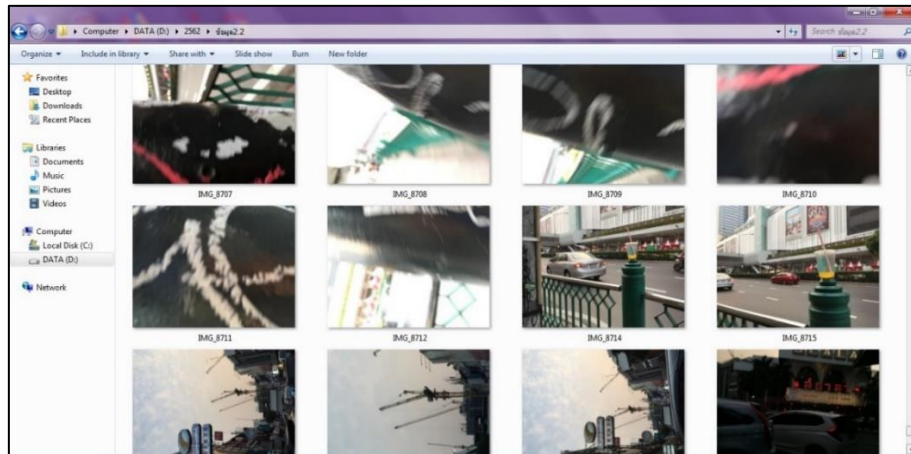 Computer ▸ DATA (D:) ▸ 2562 ▸ ข้อมูล2.2
Search ข้อมูล2.2
Organize ▾ Include in library ▾ Share with ▾ Slide show Burn New folder
Favorites
Desktop
Downloads
Recent Places
Libraries
Documents
Music
Pictures
Videos
Computer
Local Disk (C:)
DATA (D:)
Network
IMG_8707 IMG_8708 IMG_8709 IMG_8710
IMG_8711 IMG_8712 IMG_8714 IMG_8715